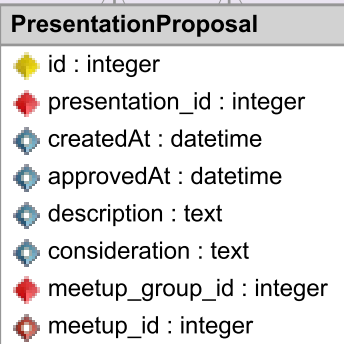 PresentationProposal
id : integer
presentation_id : integer
createdAt : datetime
approvedAt : datetime
description : text
consideration : text
meetup_group_id : integer
meetup_id : integer